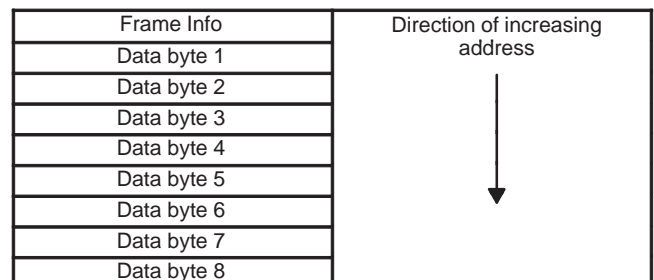 Frame Info
Data byte 1
Data byte 2
Data byte 3
Data byte 4
Data byte 5
Data byte 6
Data byte 7
Data byte 8
Direction of increasing
address